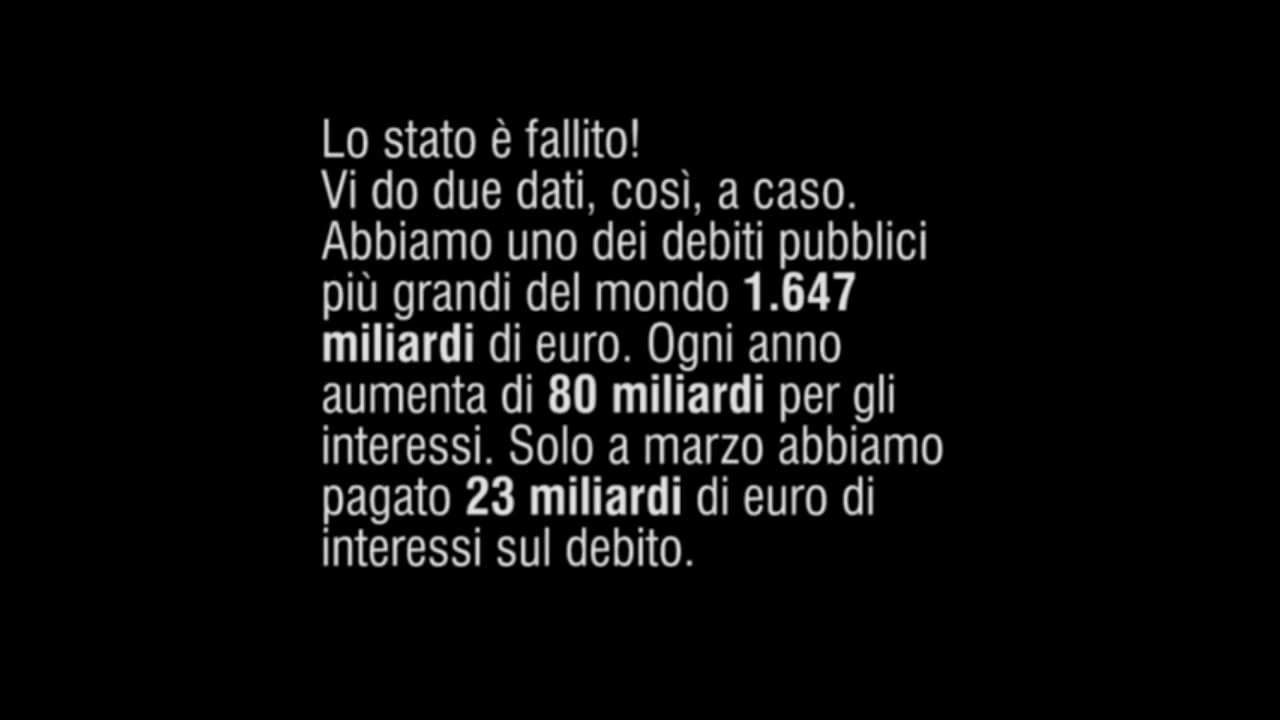 Lo stato è fallito!
Vi do due dati, così, a caso.
Abbiamo uno dei debiti pubblici
più grandi del mondo 1.647
miliardi di euro. Ogni anno
aumenta di 80 miliardi per gli
interessi. Solo a marzo abbiamo
pagato 23 miliardi di euro di
interessi sul debito.